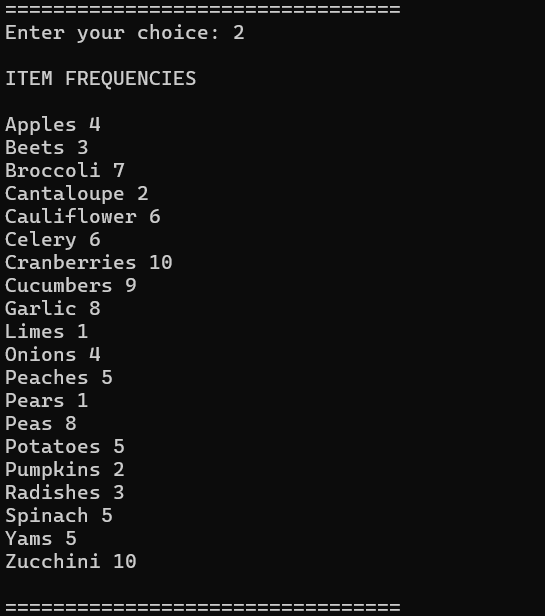 =================================
Enter your choice: 2
ITEM FREQUENCIES
Apples 4
Beets 3
Broccoli 7
Cantaloupe 2
Cauliflower 6
Celery 6
Cranberries 10
Cucumbers 9
Garlic 8
Limes 1
Onions 4
Peaches 5
Pears 1
Peas 8
Potatoes 5
Pumpkins 2
Radishes 3
Spinach 5
Yams 5
Zucchini 10
=================================